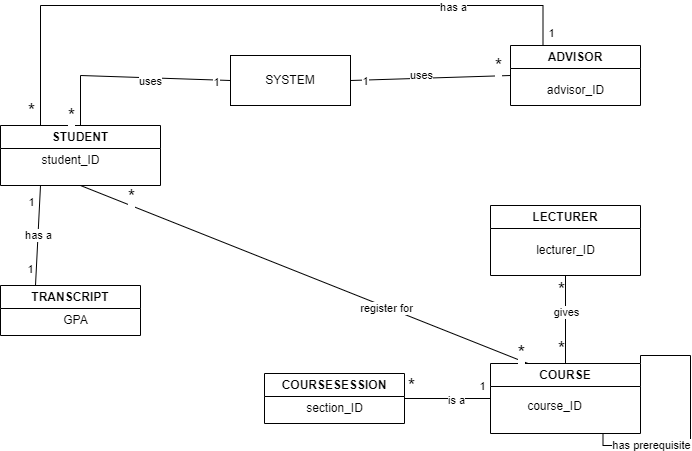 has a
1
ADVISOR
advisor_ID
*
uses
1
SYSTEM
1
uses
*
*
STUDENT
student_ID
1
*
has a
1
TRANSCRIPT
GPA
LECTURER
lecturer_ID
*
gives
*
register for
*
COURSE
course_ID
1
is a
*
COURSESESSION
section_ID
has prerequisite